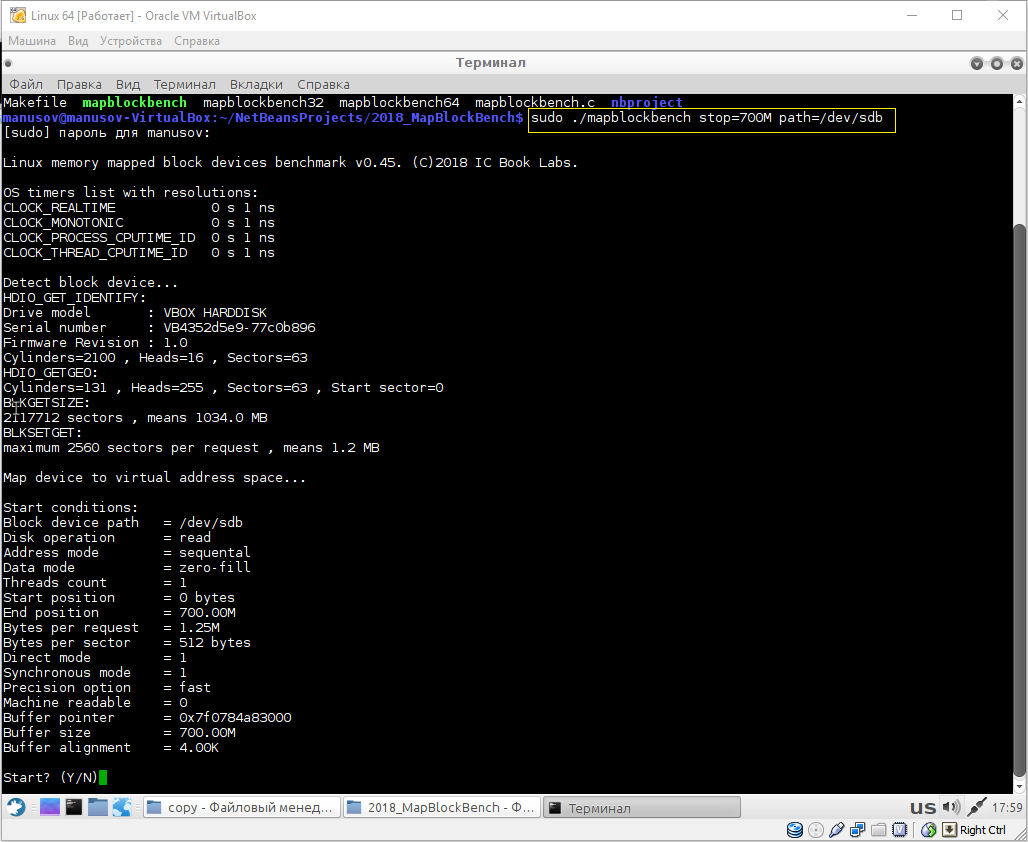 Linux 64 [Работает] - Oracle VM VirtualBox
Машина Вид Устройства Справка
Терминал
Файл Правка Вид Терминал Вкладки Справка
Makefile mapblockbench mapblockbench32 mapblockbench64 mapblockbench.c nbproject
manusov@manusov-VirtualBox:~/NetBeansProjects/2018_MapBlockBench$ sudo ./mapblockbench stop=700M path=/dev/sdb
[sudo] пароль для manusov:
Linux memory mapped block devices benchmark v0.45. (C)2018 IC Book Labs.
OS timers list with resolutions:
CLOCK_REALTIME 0 s 1 ns
CLOCK_MONOTONIC 0 s 1 ns
CLOCK_PROCESS_CPUTIME_ID 0 s 1 ns
CLOCK_THREAD_CPUTIME_ID 0 s 1 ns
Detect block device...
HDIO_GET_IDENTIFY:
Drive model : VBOX HARDDISK
Serial number : VB4352d5e9-77c0b896
Firmware Revision : 1.0
Cylinders=2100 , Heads=16 , Sectors=63
HDIO_GETGEO:
Cylinders=131 , Heads=255 , Sectors=63 , Start sector=0
BLKGETSIZE:
2117712 sectors , means 1034.0 MB
BLKSETGET:
maximum 2560 sectors per request , means 1.2 MB
Map device to virtual address space...
Start conditions:
Block device path = /dev/sdb
Disk operation = read
Address mode = sequental
Data mode = zero-fill
Threads count = 1
Start position = 0 bytes
End position = 700.00M
Bytes per request = 1.25M
Bytes per sector = 512 bytes
Direct mode = 1
Synchronous mode = 1
Precision option = fast
Machine readable = 0
Buffer pointer = 0x7f0784a83000
Buffer size = 700.00M
Buffer alignment = 4.00K
Start? (Y/N)
copy - Файловый менед... 2018_MapBlockBench - Ф... Терминал us 17:59
Right Ctrl